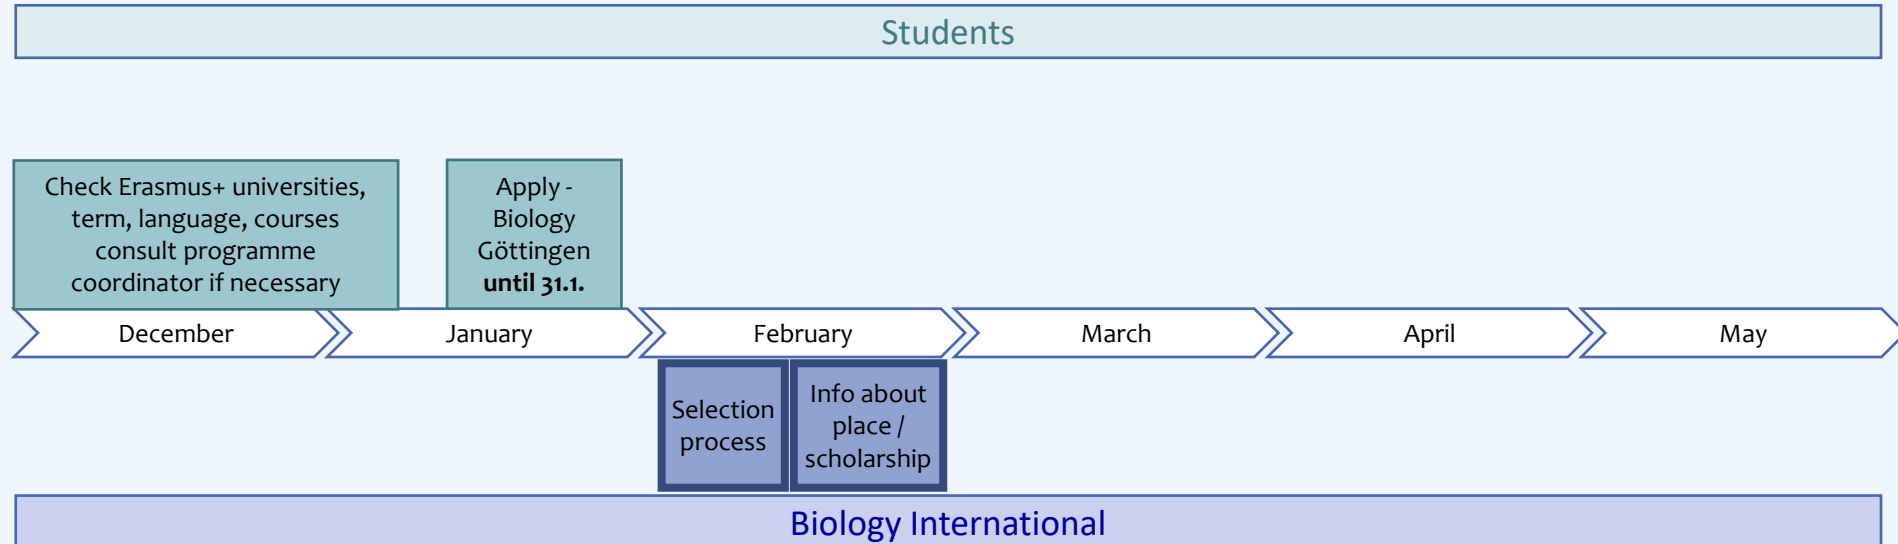 Students
Check Erasmus+ universities,
term, language, courses
consult programme
coordinator if necessary
Apply -
Biology
Göttingen
until 31.1.
December
January
February
March
April
May
Selection
process
Info about
place /
scholarship
Biology International